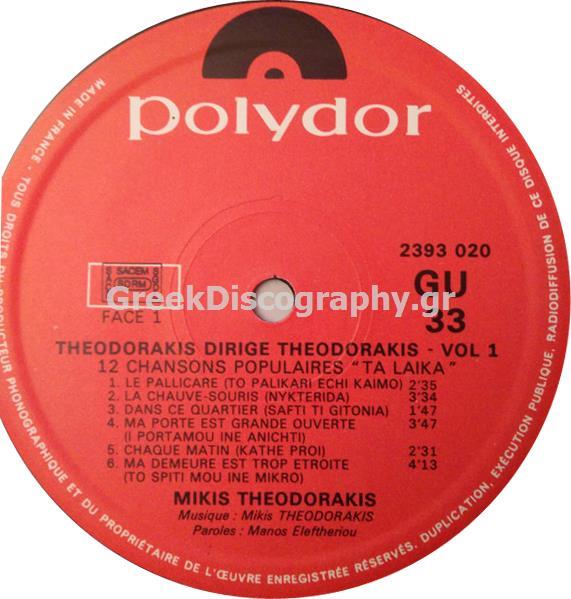 polydor
MADE IN FRANCE - TOUS DROITS DU PRODUCTEUR PHONOGRAPHIQUE ET DU PROPRIÉTAIRE DE L'ŒUVRE ENREGISTRÉE RÉSERVÉS. DUPLICATION, EXÉCUTION PUBLIQUE, RADIODIFFUSION DE CE DISQUE INTERDITES
2393 020
SACEM
SDRM
GU
GreekDiscography.gr
FACE 1
33
THEODORAKIS DIRIGE THEODORAKIS - VOL 1
12 CHANSONS POPULAIRES "TA LAIKA"
1. LE PALLICARE (TO PALIKARI ECHI KAIMO) 2'35
2. LA CHAUVE-SOURIS (NYKTERIDA) 3'34
3. DANS CE QUARTIER (SAFTI TI GITONIA) 1'47
4. MA PORTE EST GRANDE OUVERTE 3'47
(I PORTAMOU INE ANICHTI)
5. CHAQUE MATIN (KATHE PROI) 2'31
6. MA DEMEURE EST TROP ETROITE 4'13
(TO SPITI MOU INE MIKRO)
MIKIS THEODORAKIS
Musique : Mikis THEODORAKIS
Paroles : Manos Eleftheriou